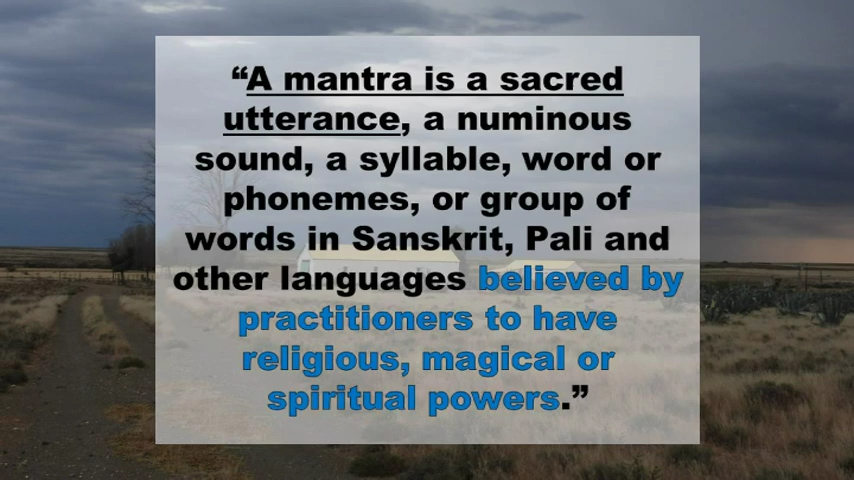 “A mantra is a sacred
utterance, a numinous
sound, a syllable, word or
phonemes, or group of
words in Sanskrit, Pali and
other languages believed by
practitioners to have
religious, magical or
spiritual powers.”